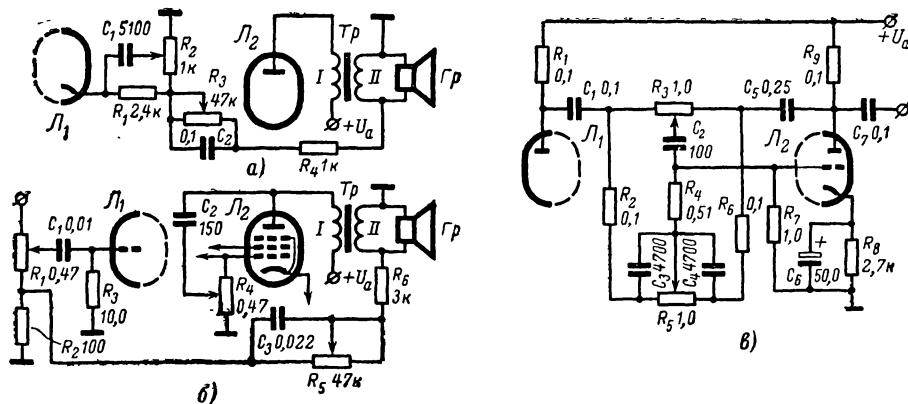 C₁ 5100
R₂
1к
R₃
47к
R₁ 2,4к
Л₁
0,1
C₂
R₄ 1к
Л₂
Тр
I
II
Гр
+Uₐ
а)
Л₁
C₁ 0,01
R₁ 0,47
R₃
10,0
R₂ 100
C₂
150
Л₂
R₄
0,47
Тр
I
II
Гр
+Uₐ
R₆
3к
C₃ 0,022
R₅ 47к
б)
+Uₐ
R₁
0,1
R₉
0,1
C₁ 0,1
R₃ 1,0
C₅ 0,25
Л₁
C₂
100
Л₂
C₇ 0,1
R₂
0,1
R₄
0,51
R₆
0,1
R₇
1,0
C₃ 4700
C₄ 4700
+
C₆
50,0
R₈
2,7к
R₅ 1,0
в)